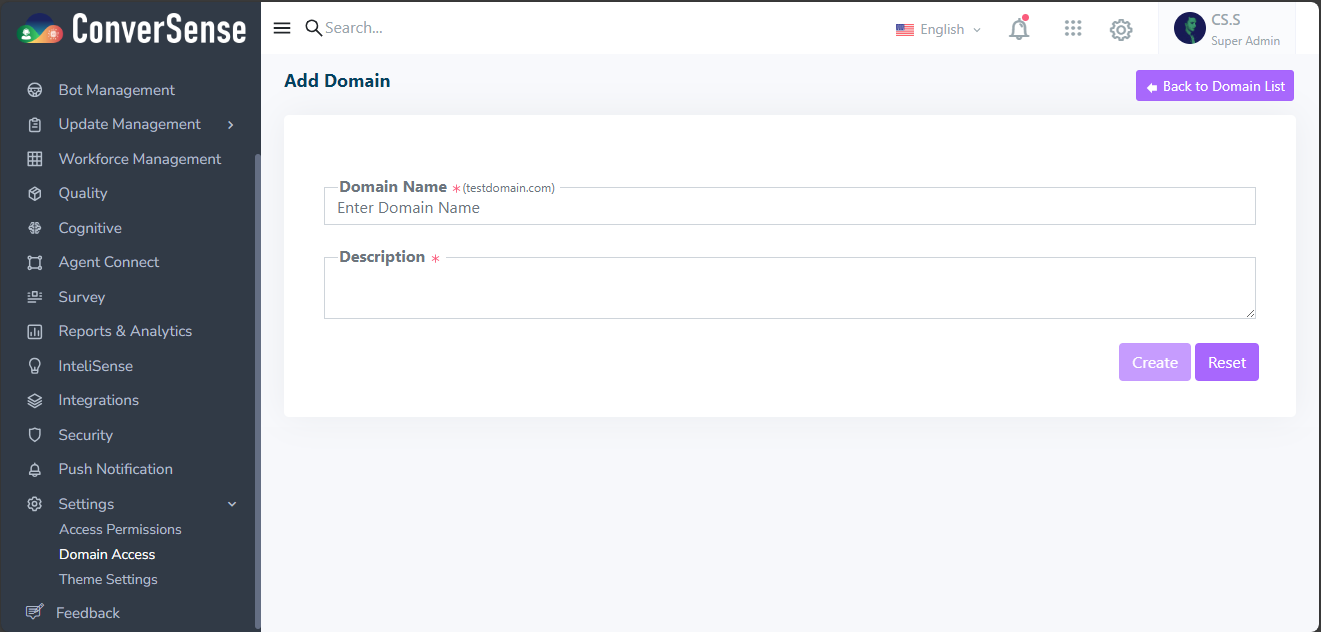 ConverSense
Search...
English
CS.S
Super Admin
Bot Management
Update Management
Workforce Management
Quality
Cognitive
Agent Connect
Survey
Reports & Analytics
InteliSense
Integrations
Security
Push Notification
Settings
Access Permissions
Domain Access
Theme Settings
Feedback
Add Domain
Back to Domain List
Domain Name * (testdomain.com)
Enter Domain Name
Description *
Create Reset